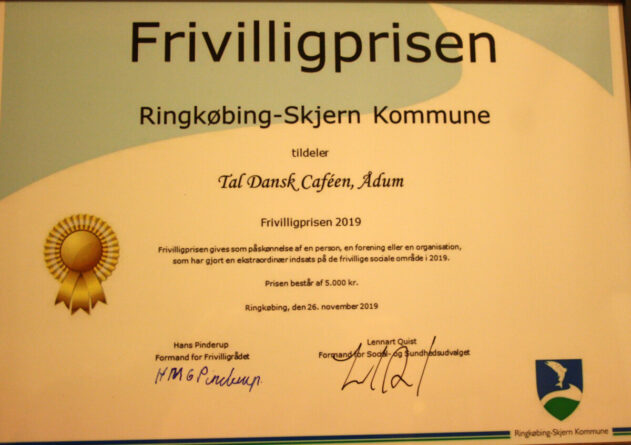 Frivilligprisen
Ringkøbing-Skjern Kommune
tildeler
Tal Dansk Caféen, Ådum
Frivilligprisen 2019
Frivilligprisen gives som påskønnelse af en person, en forening eller en organisation,
som har gjort en ekstraordinær indsats på de frivillige sociale område i 2019.
Prisen består af 5.000 kr.
Ringkøbing, den 26. november 2019
Hans Pinderup
Formand for Frivilligrådet
HMGPinderup
Lennart Quist
Formand for Social- og Sundhedsudvalget
Ringkøbing-Skjern Kommune